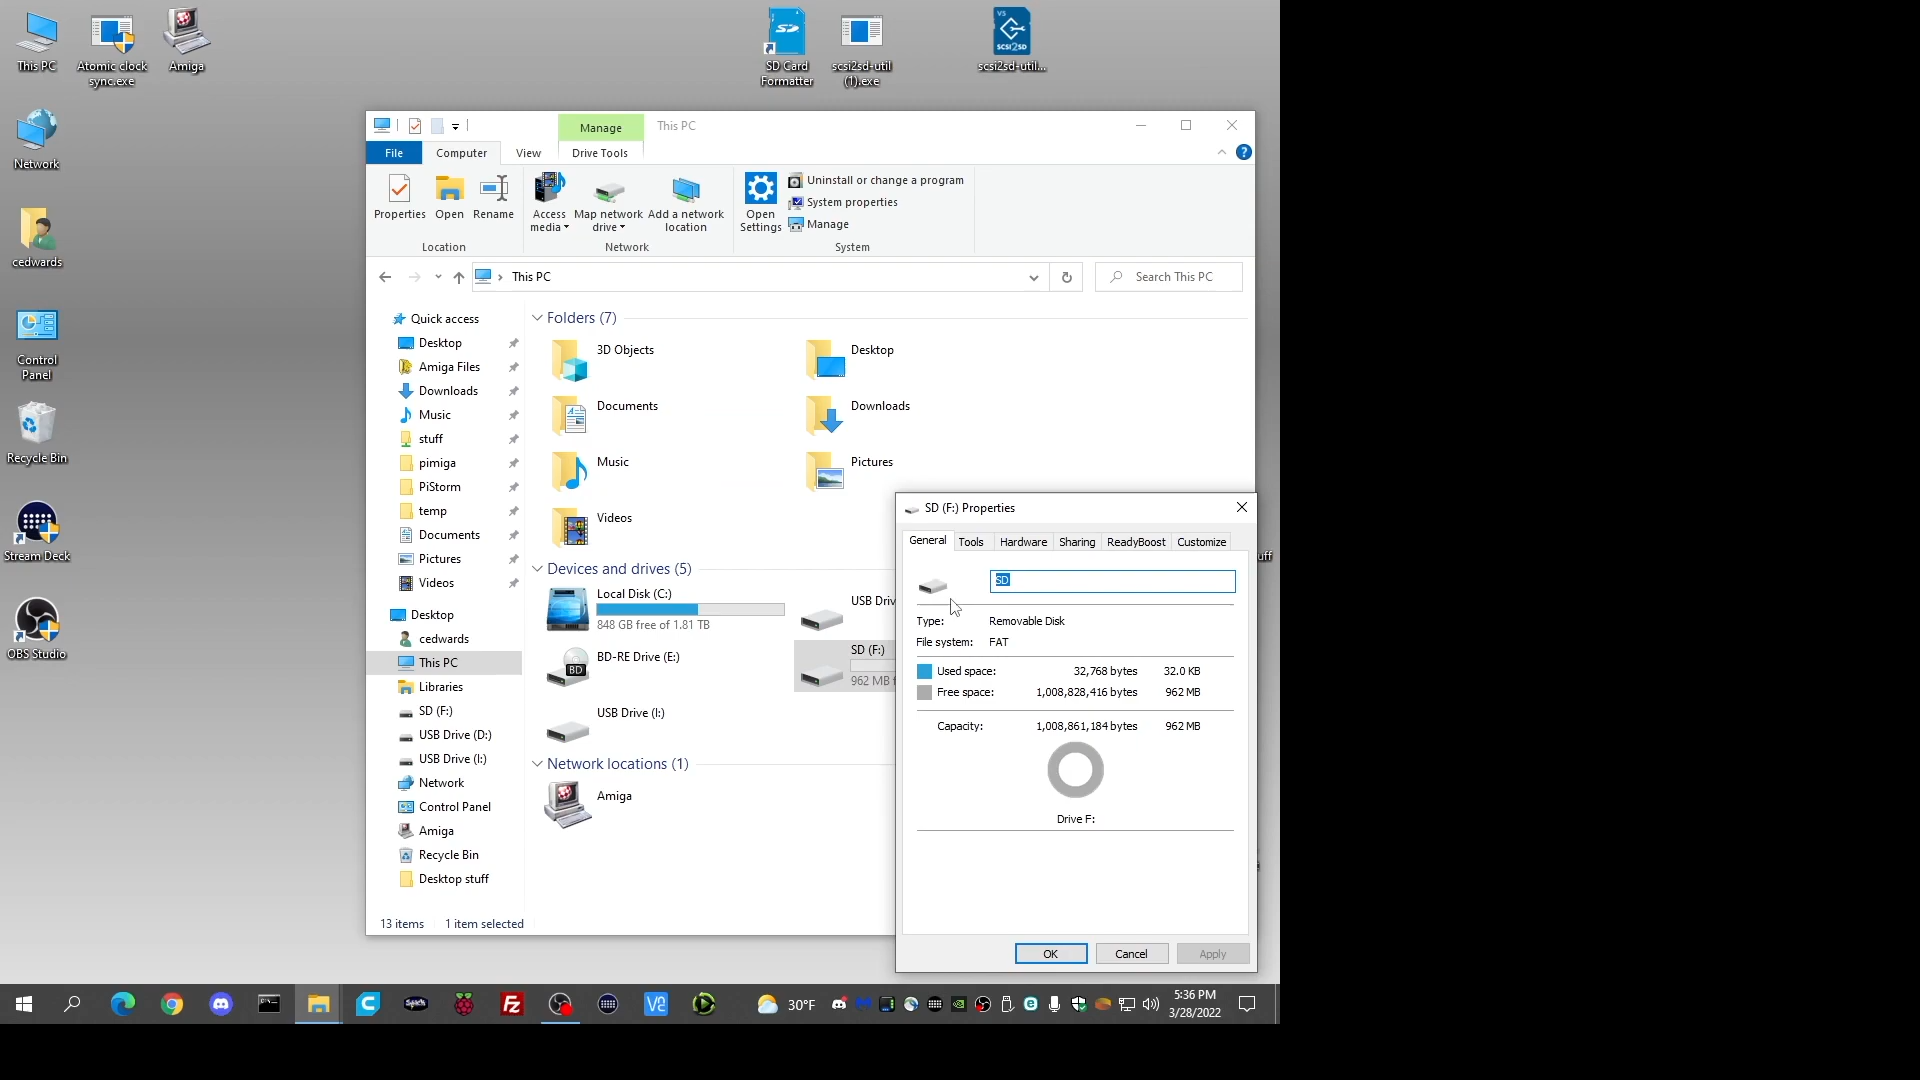 This PC
Atomic clock
sync.exe
Amiga
SD Card
Formatter
scsi2sd-util
(1).exe
V5
SCSI2SD
scsi2sd-util...
Network
cedwards
Control
Panel
Recycle Bin
Stream Deck
OBS Studio
uff
Manage
This PC
File
Computer
View
Drive Tools
Properties
Open
Rename
Access
media
Map network
drive
Add a network
location
Open
Settings
Uninstall or change a program
System properties
Manage
Location
Network
System
This PC
Search This PC
Quick access
Desktop
Amiga Files
Downloads
Music
stuff
pimiga
PiStorm
temp
Documents
Pictures
Videos
Desktop
cedwards
This PC
Libraries
SD (F:)
USB Drive (D:)
USB Drive (I:)
Network
Control Panel
Amiga
Recycle Bin
Desktop stuff
Folders (7)
3D Objects
Desktop
Documents
Downloads
Music
Pictures
Videos
Devices and drives (5)
Local Disk (C:)
848 GB free of 1.81 TB
USB Driv
BD-RE Drive (E:)
BD
SD (F:)
962 MB f
USB Drive (I:)
Network locations (1)
Amiga
13 items
1 item selected
SD (F:) Properties
General
Tools
Hardware
Sharing
ReadyBoost
Customize
SD
Type:
Removable Disk
File system:
FAT
Used space:
32,768 bytes
32.0 KB
Free space:
1,008,828,416 bytes
962 MB
Capacity:
1,008,861,184 bytes
962 MB
Drive F:
OK
Cancel
Apply
30°F
5:36 PM
3/28/2022